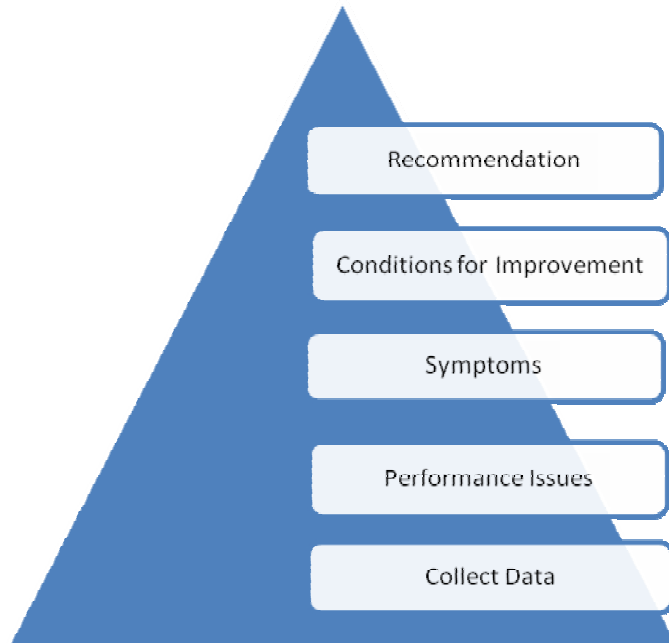 Recommendation
Conditions for Improvement
Symptoms
Performance Issues
Collect Data